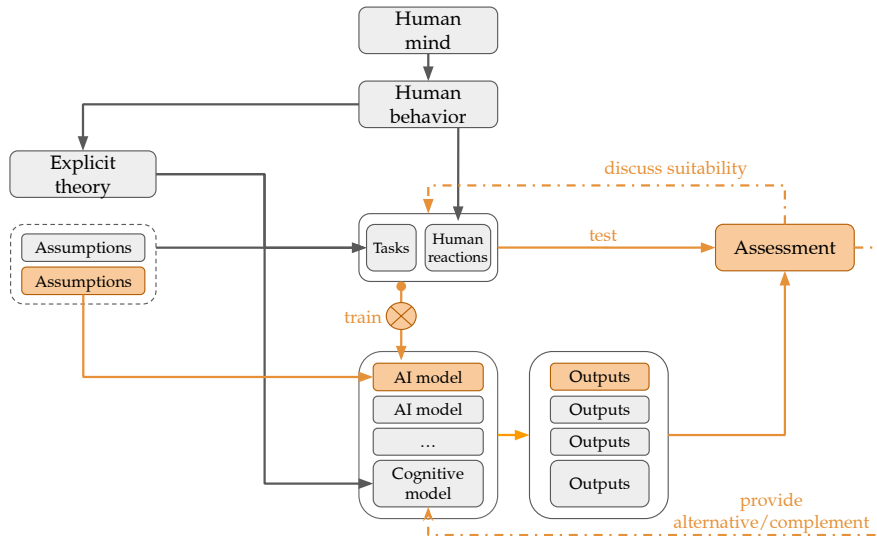 Human
mind
Human
behavior
Explicit
theory
discuss suitability
Assumptions
Assumptions
Tasks
Human
reactions
test
Assessment
train
AI model
AI model
...
Cognitive
model
Outputs
Outputs
Outputs
Outputs
provide
alternative/complement